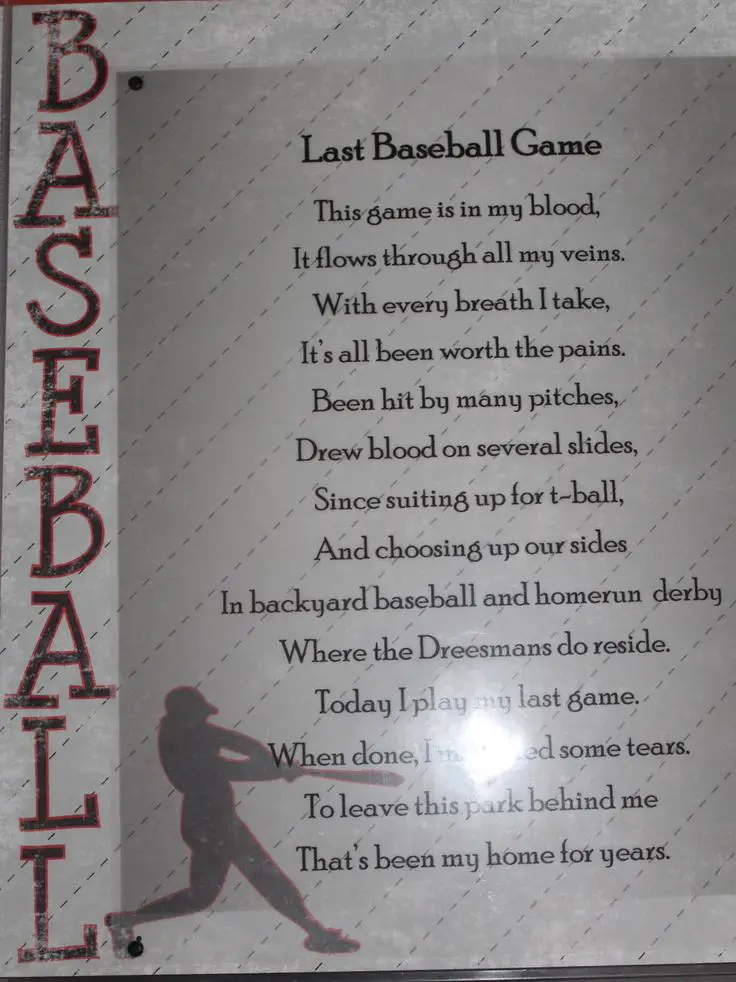 BASEBALL
Last Baseball Game
This game is in my blood,
It flows through all my veins.
With every breath I take,
It's all been worth the pains.
Been hit by many pitches,
Drew blood on several slides,
Since suiting up for t-ball,
And choosing up our sides
In backyard baseball and homerun derby
Where the Dreesmans do reside.
Today I play my last game.
When done, I some tears.
To leave this park behind me
That's been my home for years.